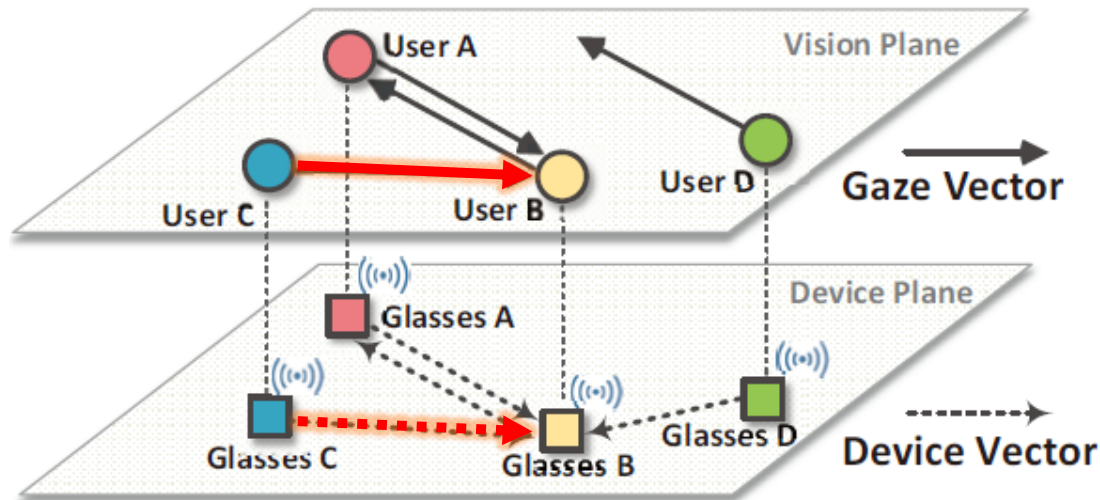 User A
Vision Plane
User D
Gaze Vector
User B
User C
Device Plane
Glasses A
Glasses D
Device Vector
Glasses C
Glasses B